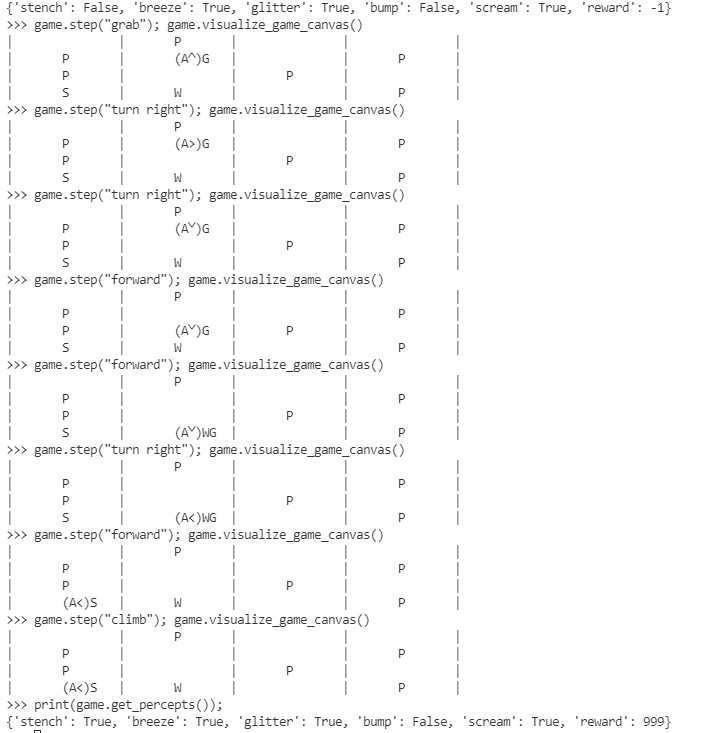 {'stench': False, 'breeze': True, 'glitter': True, 'bump': False, 'scream': True, 'reward': -1}
>>> game.step("grab"); game.visualize_game_canvas()
|              |      P      |             |             |
|      P       |      (A^)G  |             |      P      |
|      P       |             |      P      |             |
|      S       |      W      |             |      P      |
>>> game.step("turn right"); game.visualize_game_canvas()
|              |      P      |             |             |
|      P       |      (A>)G  |             |      P      |
|      P       |             |      P      |             |
|      S       |      W      |             |      P      |
>>> game.step("turn right"); game.visualize_game_canvas()
|              |      P      |             |             |
|      P       |      (Aᵛ)G  |             |      P      |
|      P       |             |      P      |             |
|      S       |      W      |             |      P      |
>>> game.step("forward"); game.visualize_game_canvas()
|              |      P      |             |             |
|      P       |             |             |      P      |
|      P       |      (Aᵛ)G  |      P      |             |
|      S       |      W      |             |      P      |
>>> game.step("forward"); game.visualize_game_canvas()
|              |      P      |             |             |
|      P       |             |             |      P      |
|      P       |             |      P      |             |
|      S       |      (Aᵛ)WG |             |      P      |
>>> game.step("turn right"); game.visualize_game_canvas()
|              |      P      |             |             |
|      P       |             |             |      P      |
|      P       |             |      P      |             |
|      S       |      (A<)WG |             |      P      |
>>> game.step("forward"); game.visualize_game_canvas()
|              |      P      |             |             |
|      P       |             |             |      P      |
|      P       |             |      P      |             |
|      (A<)S   |      W      |             |      P      |
>>> game.step("climb"); game.visualize_game_canvas()
|              |      P      |             |             |
|      P       |             |             |      P      |
|      P       |             |      P      |             |
|      (A<)S   |      W      |             |      P      |
>>> print(game.get_percepts());
{'stench': True, 'breeze': True, 'glitter': True, 'bump': False, 'scream': True, 'reward': 999}